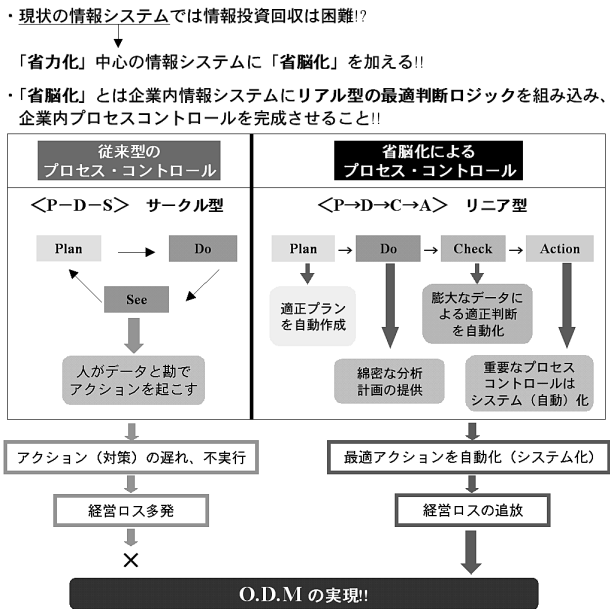 ・現状の情報システムでは情報投資回収は困難!?
「省力化」中心の情報システムに「省脳化」を加える!!
・「省脳化」とは企業内情報システムにリアル型の最適判断ロジックを組み込み、
企業内プロセスコントロールを完成させること!!
従来型の
プロセス・コントロール
＜P－D－S＞ サークル型
Plan
Do
See
人がデータと勘で
アクションを起こす
アクション（対策）の遅れ、不実行
経営ロス多発
×
省脳化による
プロセス・コントロール
＜P→D→C→A＞ リニア型
Plan → Do → Check → Action
適正プラン
を自動作成
綿密な分析
計画の提供
膨大なデータに
よる適正判断
を自動化
重要なプロセス
コントロールは
システム（自動）化
最適アクションを自動化（システム化）
経営ロスの追放
O.D.M の実現!!